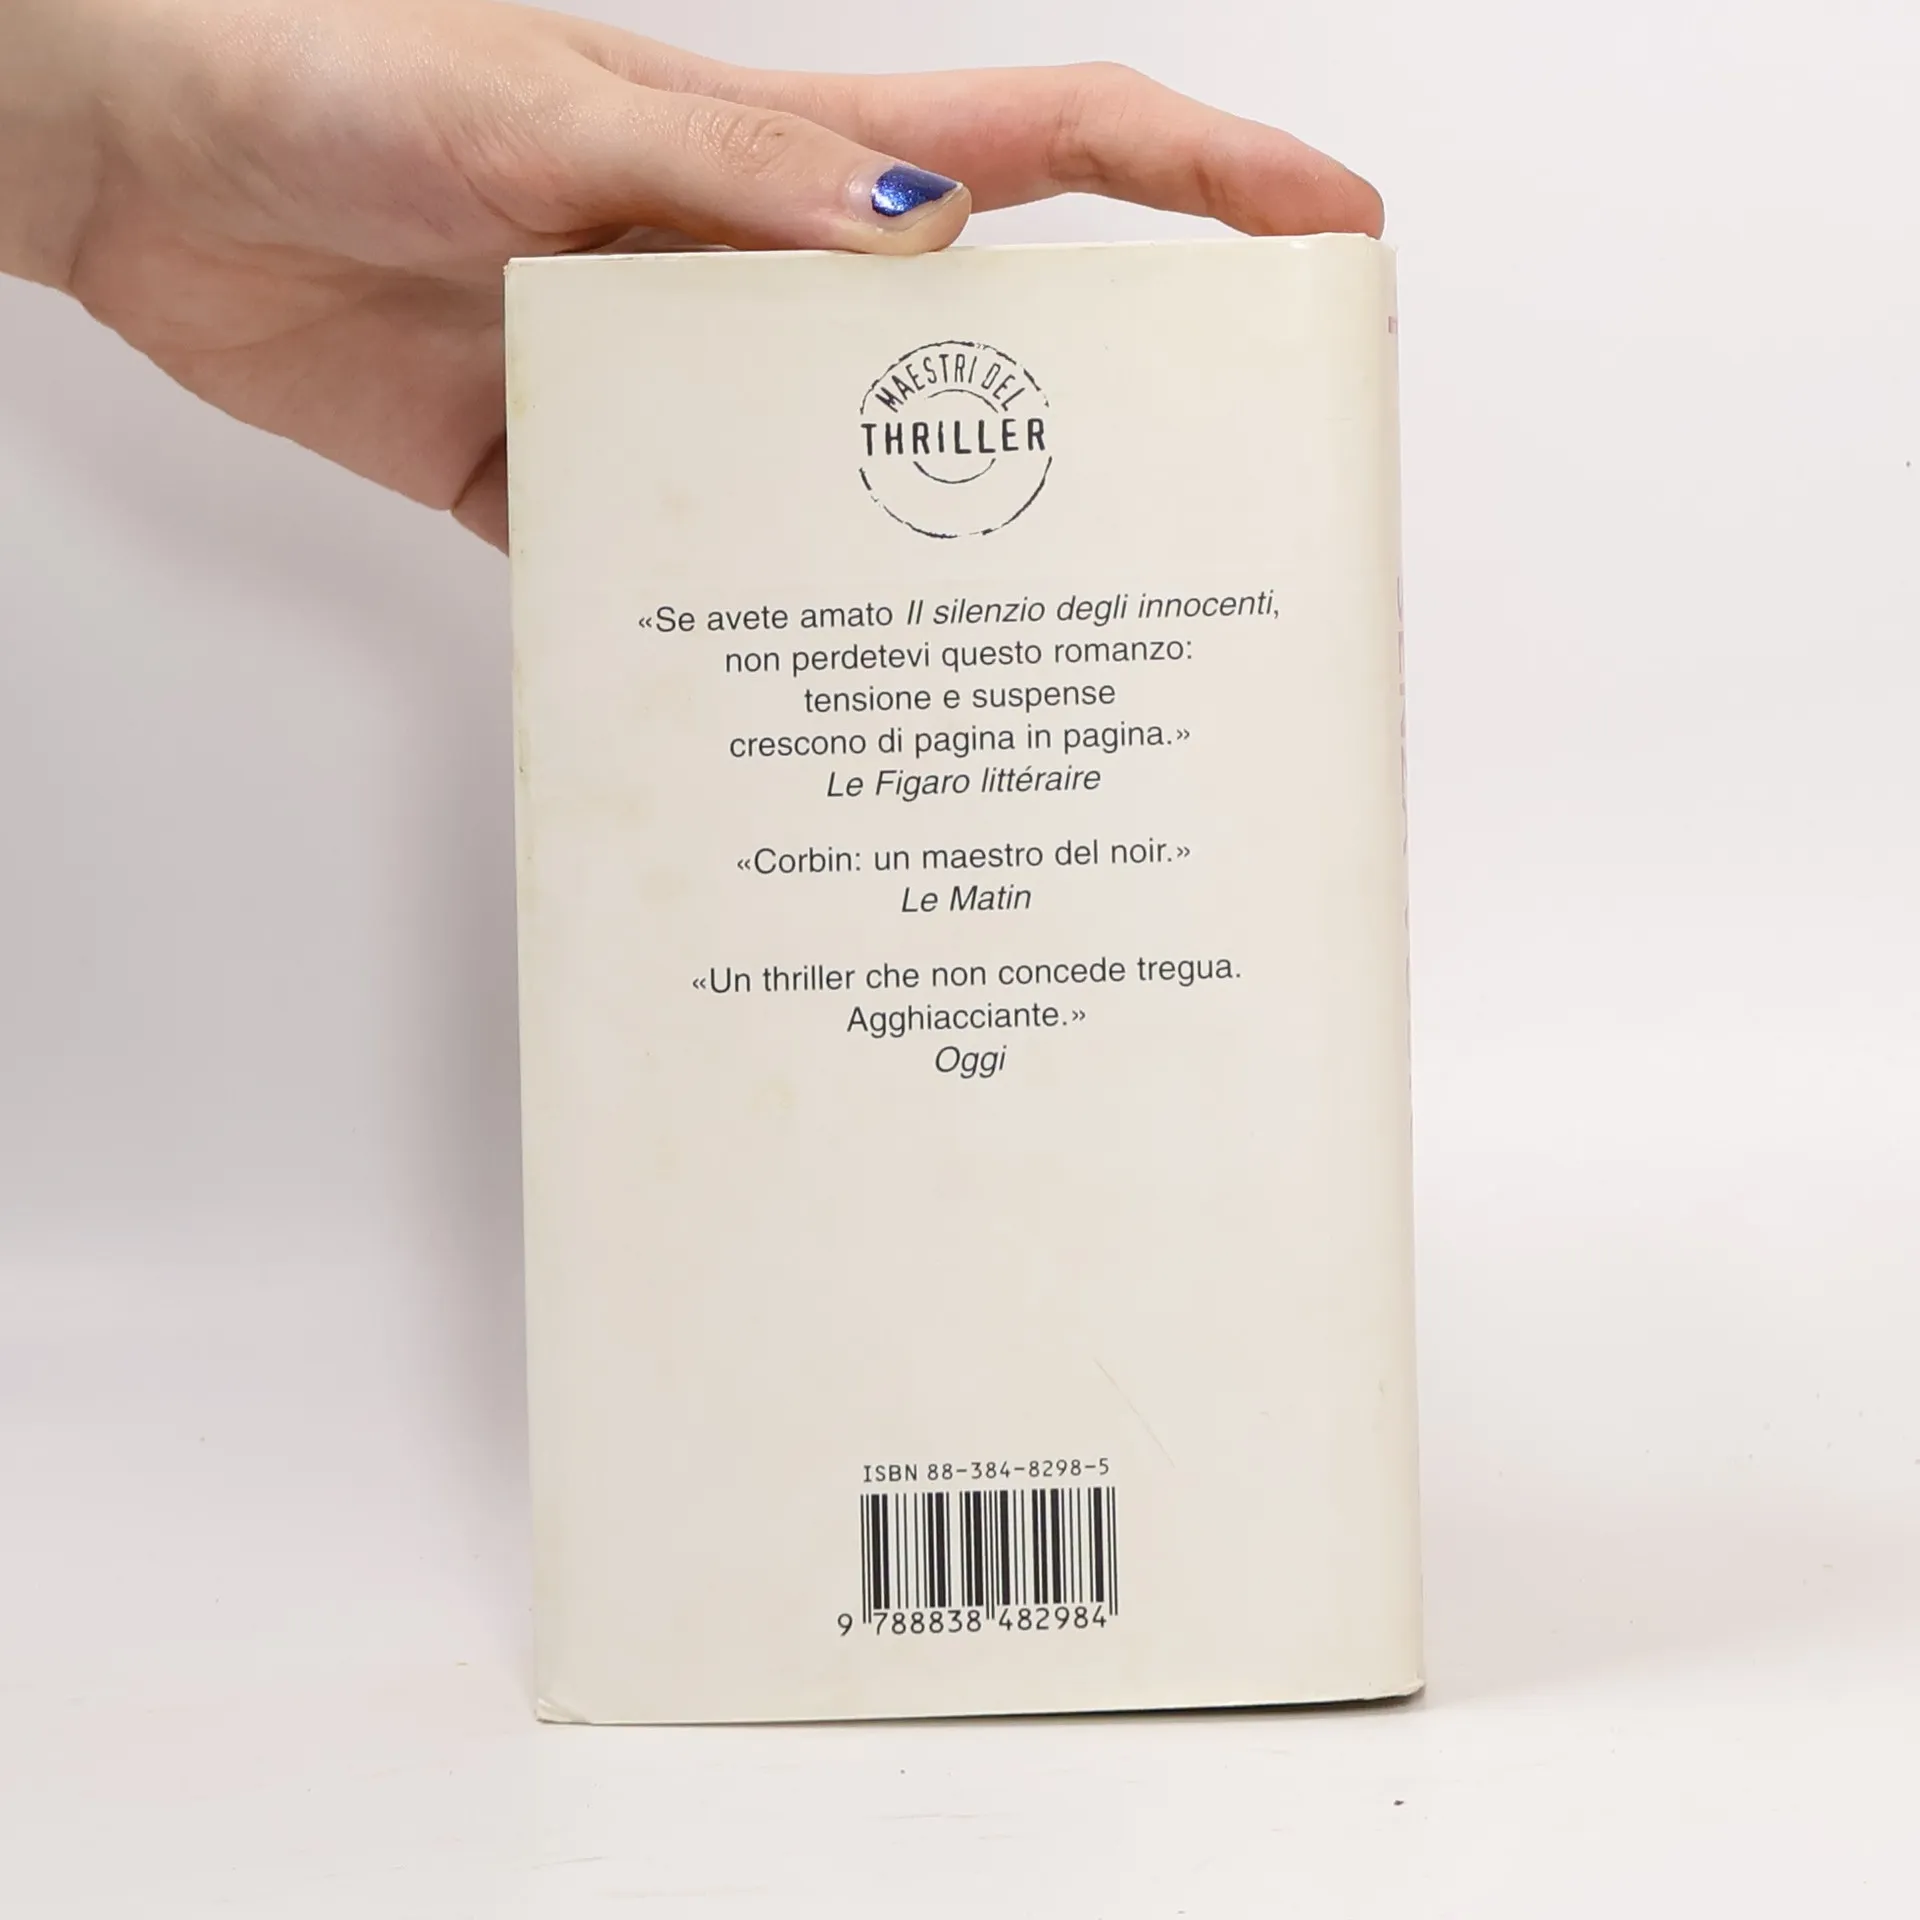 MAESTRI DEL
THRILLER
«Se avete amato Il silenzio degli innocenti,
non perdetevi questo romanzo:
tensione e suspense
crescono di pagina in pagina.»
Le Figaro littéraire
«Corbin: un maestro del noir.»
Le Matin
«Un thriller che non concede tregua.
Agghiacciante.»
Oggi
ISBN 88-384-8298-5
9 788838 482984